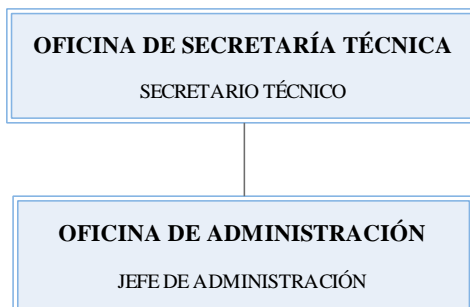 OFICINA DE SECRETARÍA TÉCNICA
SECRETARIO TÉCNICO
OFICINA DE ADMINISTRACIÓN
JEFE DE ADMINISTRACIÓN